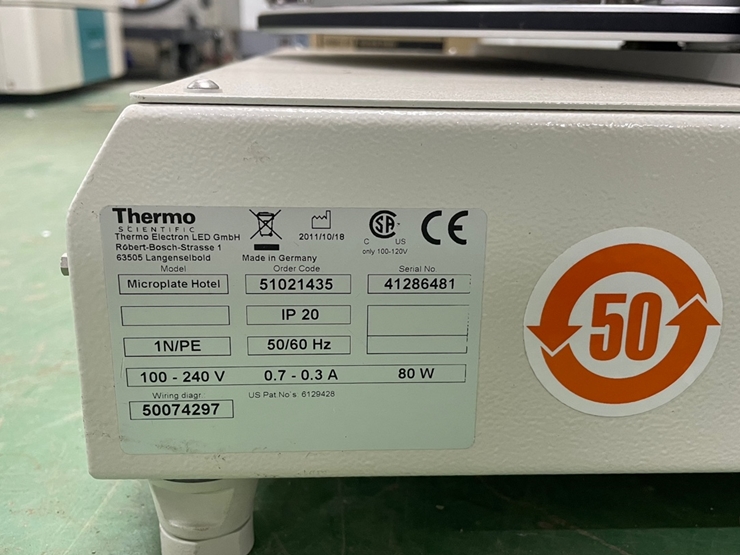 Thermo
SCIENTIFIC
Thermo Electron LED GmbH
Róbert-Bosch-Strasse 1
63505 Langenselbold
2011/10/18
SP
C US
only 100-120V
CE
Made in Germany
Model
Order Code
Serial No
Microplate Hotel
51021435
41286481
IP 20
1N/PE
50/60 Hz
100 - 240 V
0.7 - 0.3 A
80 W
Wiring diagr.
50074297
US Pat No's 6129428
50